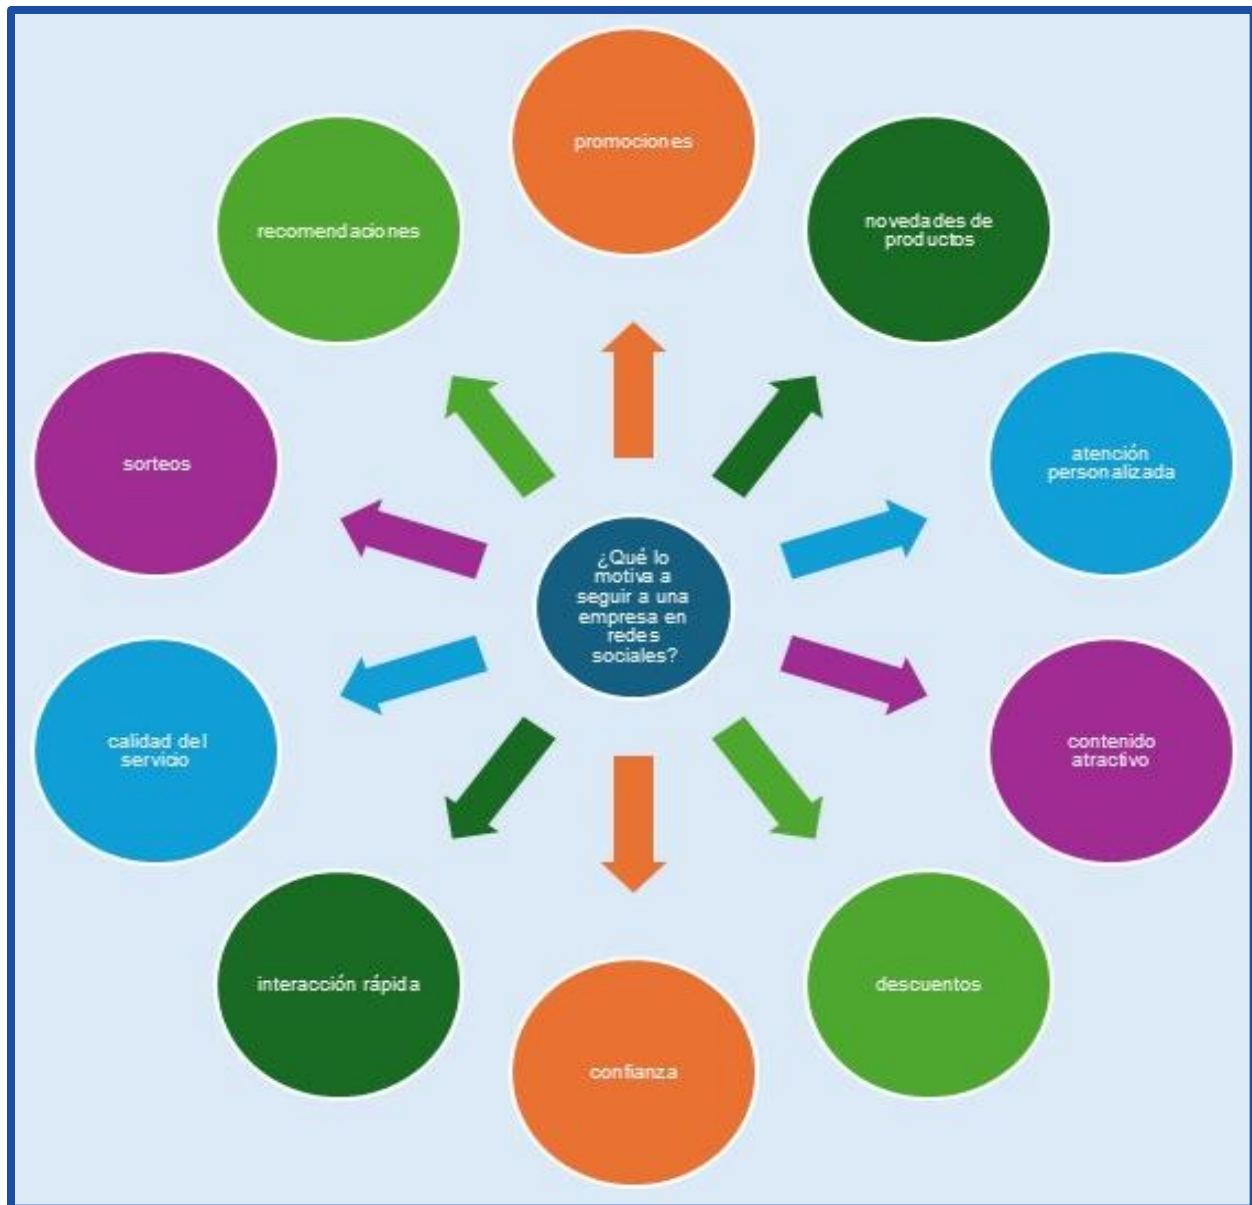 promociones
novedades de
productos
atención
personalizada
contenido
atractivo
descuentos
confianza
interacción rápida
calidad del
servicio
sorteos
recomendaciones
¿Qué lo
motiva a
seguir a una
empresa en
redes
sociales?